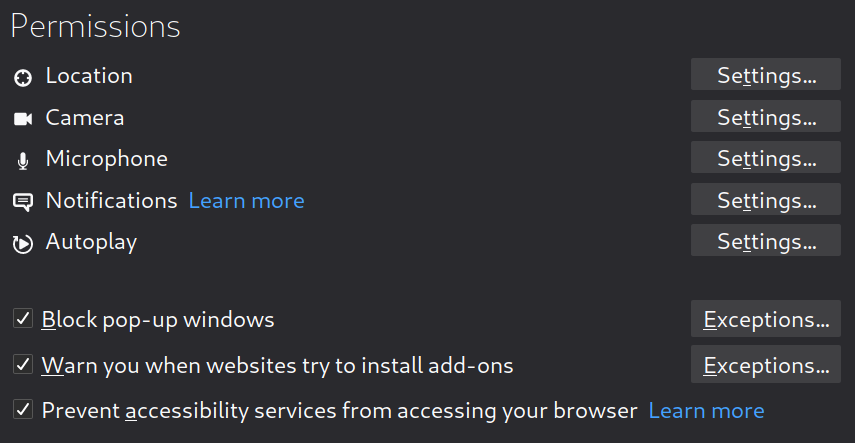 Permissions
Location Settings...
Camera Settings...
Microphone Settings...
Notifications Learn more Settings...
Autoplay Settings...
Block pop-up windows Exceptions...
Warn you when websites try to install add-ons Exceptions...
Prevent accessibility services from accessing your browser Learn more